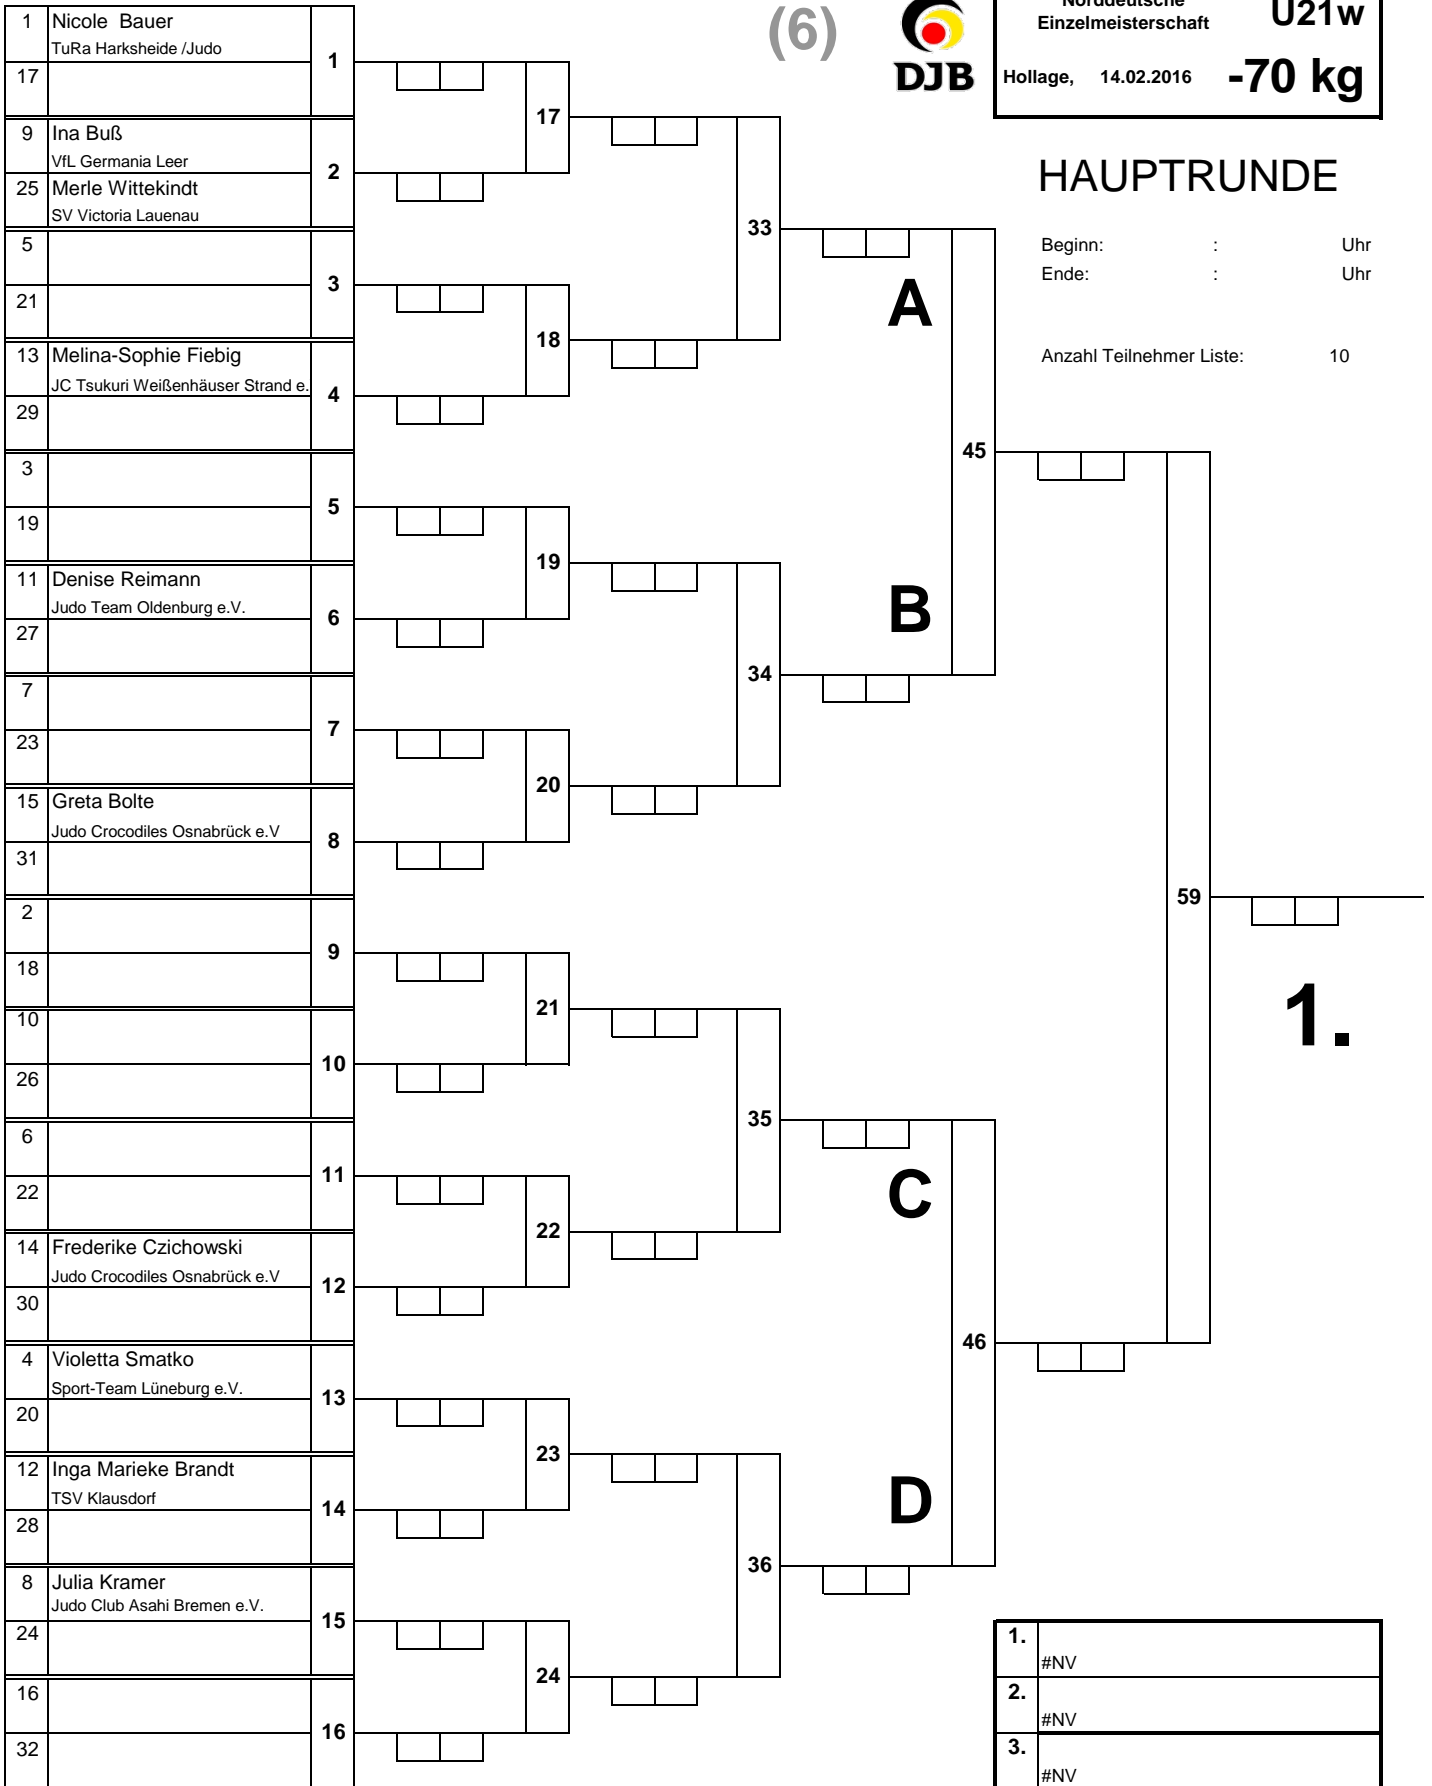 (6)
DJB
Norddeutsche
Einzelmeisterschaft
U21w
Hollage, 14.02.2016
-70 kg
HAUPTRUNDE
Beginn: : Uhr
Ende: : Uhr
Anzahl Teilnehmer Liste: 10
1 Nicole Bauer
TuRa Harksheide /Judo
1
17
9 Ina Buß
VfL Germania Leer
2
25 Merle Wittekindt
SV Victoria Lauenau
5
3
21
13 Melina-Sophie Fiebig
JC Tsukuri Weißenhäuser Strand e.
4
29
3
5
19
11 Denise Reimann
Judo Team Oldenburg e.V.
6
27
7
7
23
15 Greta Bolte
Judo Crocodiles Osnabrück e.V
8
31
2
9
18
10
10
26
6
11
22
14 Frederike Czichowski
Judo Crocodiles Osnabrück e.V
12
30
4 Violetta Smatko
Sport-Team Lüneburg e.V.
13
20
12 Inga Marieke Brandt
TSV Klausdorf
14
28
8 Julia Kramer
Judo Club Asahi Bremen e.V.
15
24
16
16
32
17
18
19
20
21
22
23
24
33
34
35
36
A
B
C
D
45
46
59
1.
1.
#NV
2.
#NV
3.
#NV